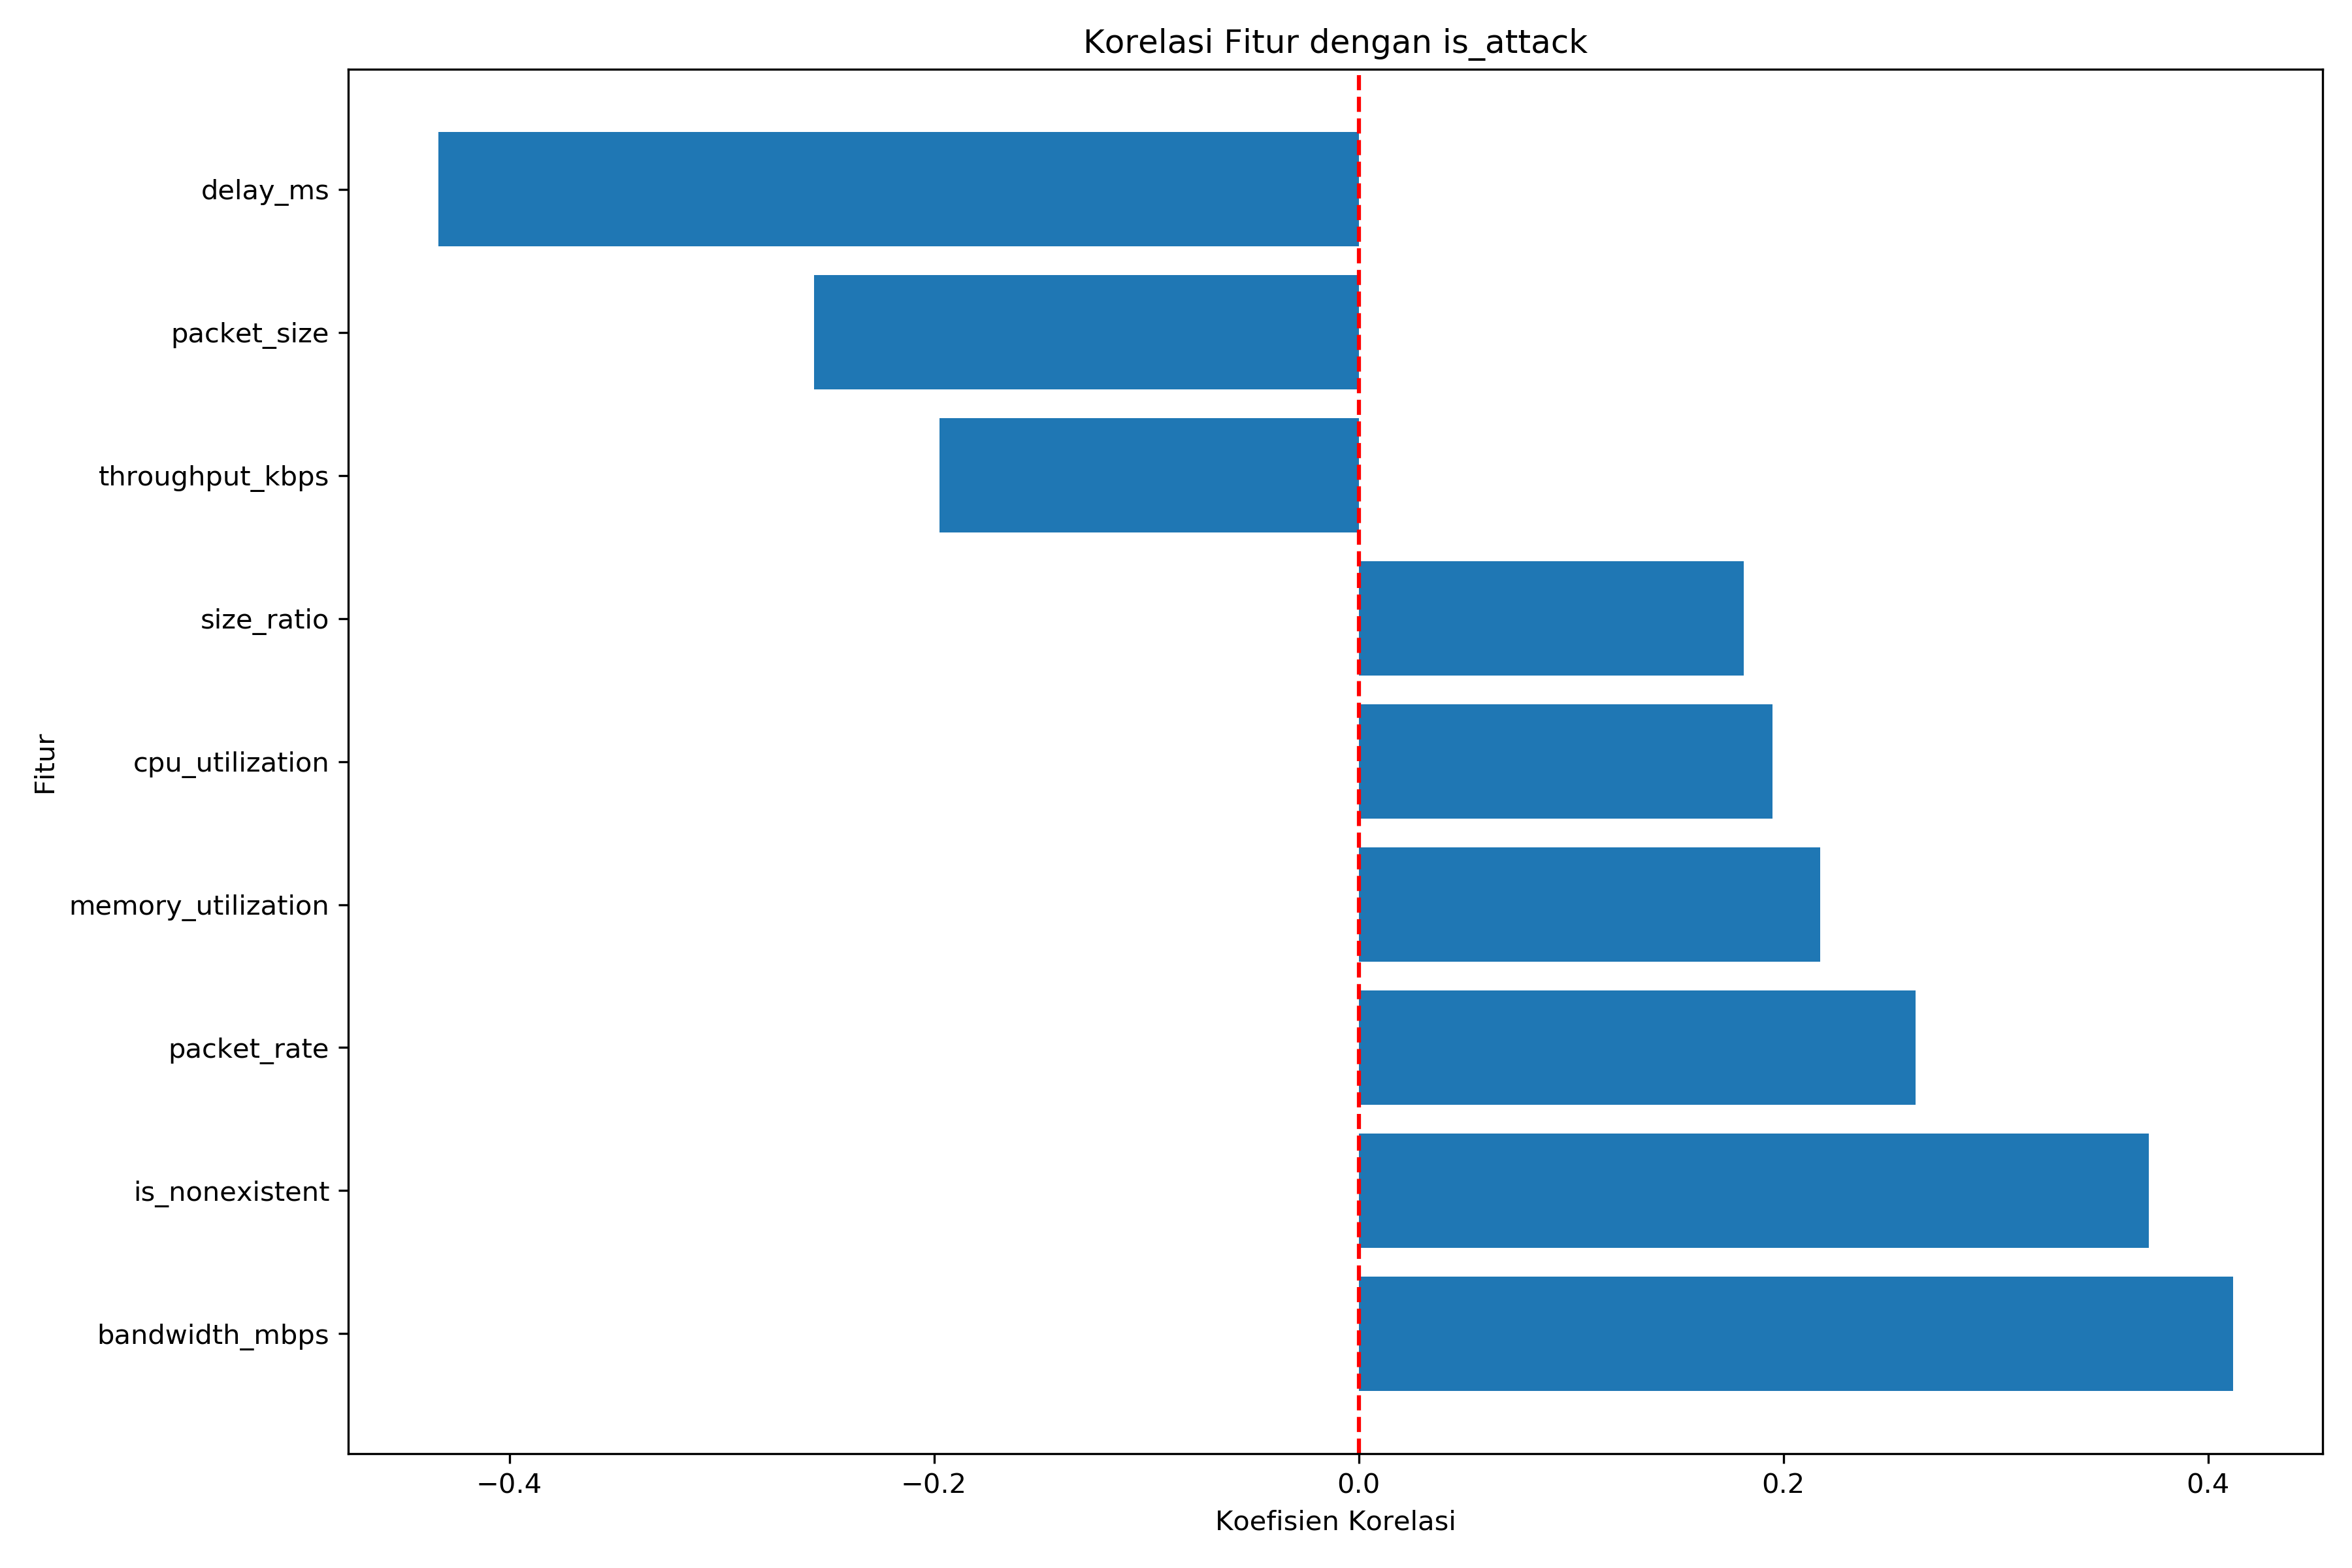 Korelasi Fitur dengan is_attack
delay_ms
packet_size
throughput_kbps
size_ratio
cpu_utilization
memory_utilization
packet_rate
is_nonexistent
bandwidth_mbps
Fitur
−0.4
−0.2
0.0
0.2
0.4
Koefisien Korelasi